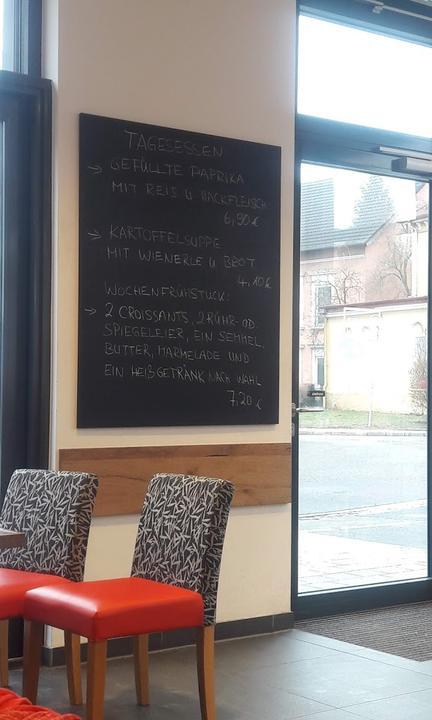 TAGESESSEN
→ GEFÜLLTE PAPRIKA
MIT REIS U HACKFLEISCH
6,90 €
→ KARTOFFELSUPPE
MIT WIENERLE U BROT
4,10 €
WOCHENFRÜHSTÜCK:
→ 2 CROISSANTS, 2 RÜHR- OD.
SPIEGELEIER, EIN SEMMEL,
BUTTER, MARMELADE UND
EIN HEIßGETRÄNK NACH WAHL
7,20 €